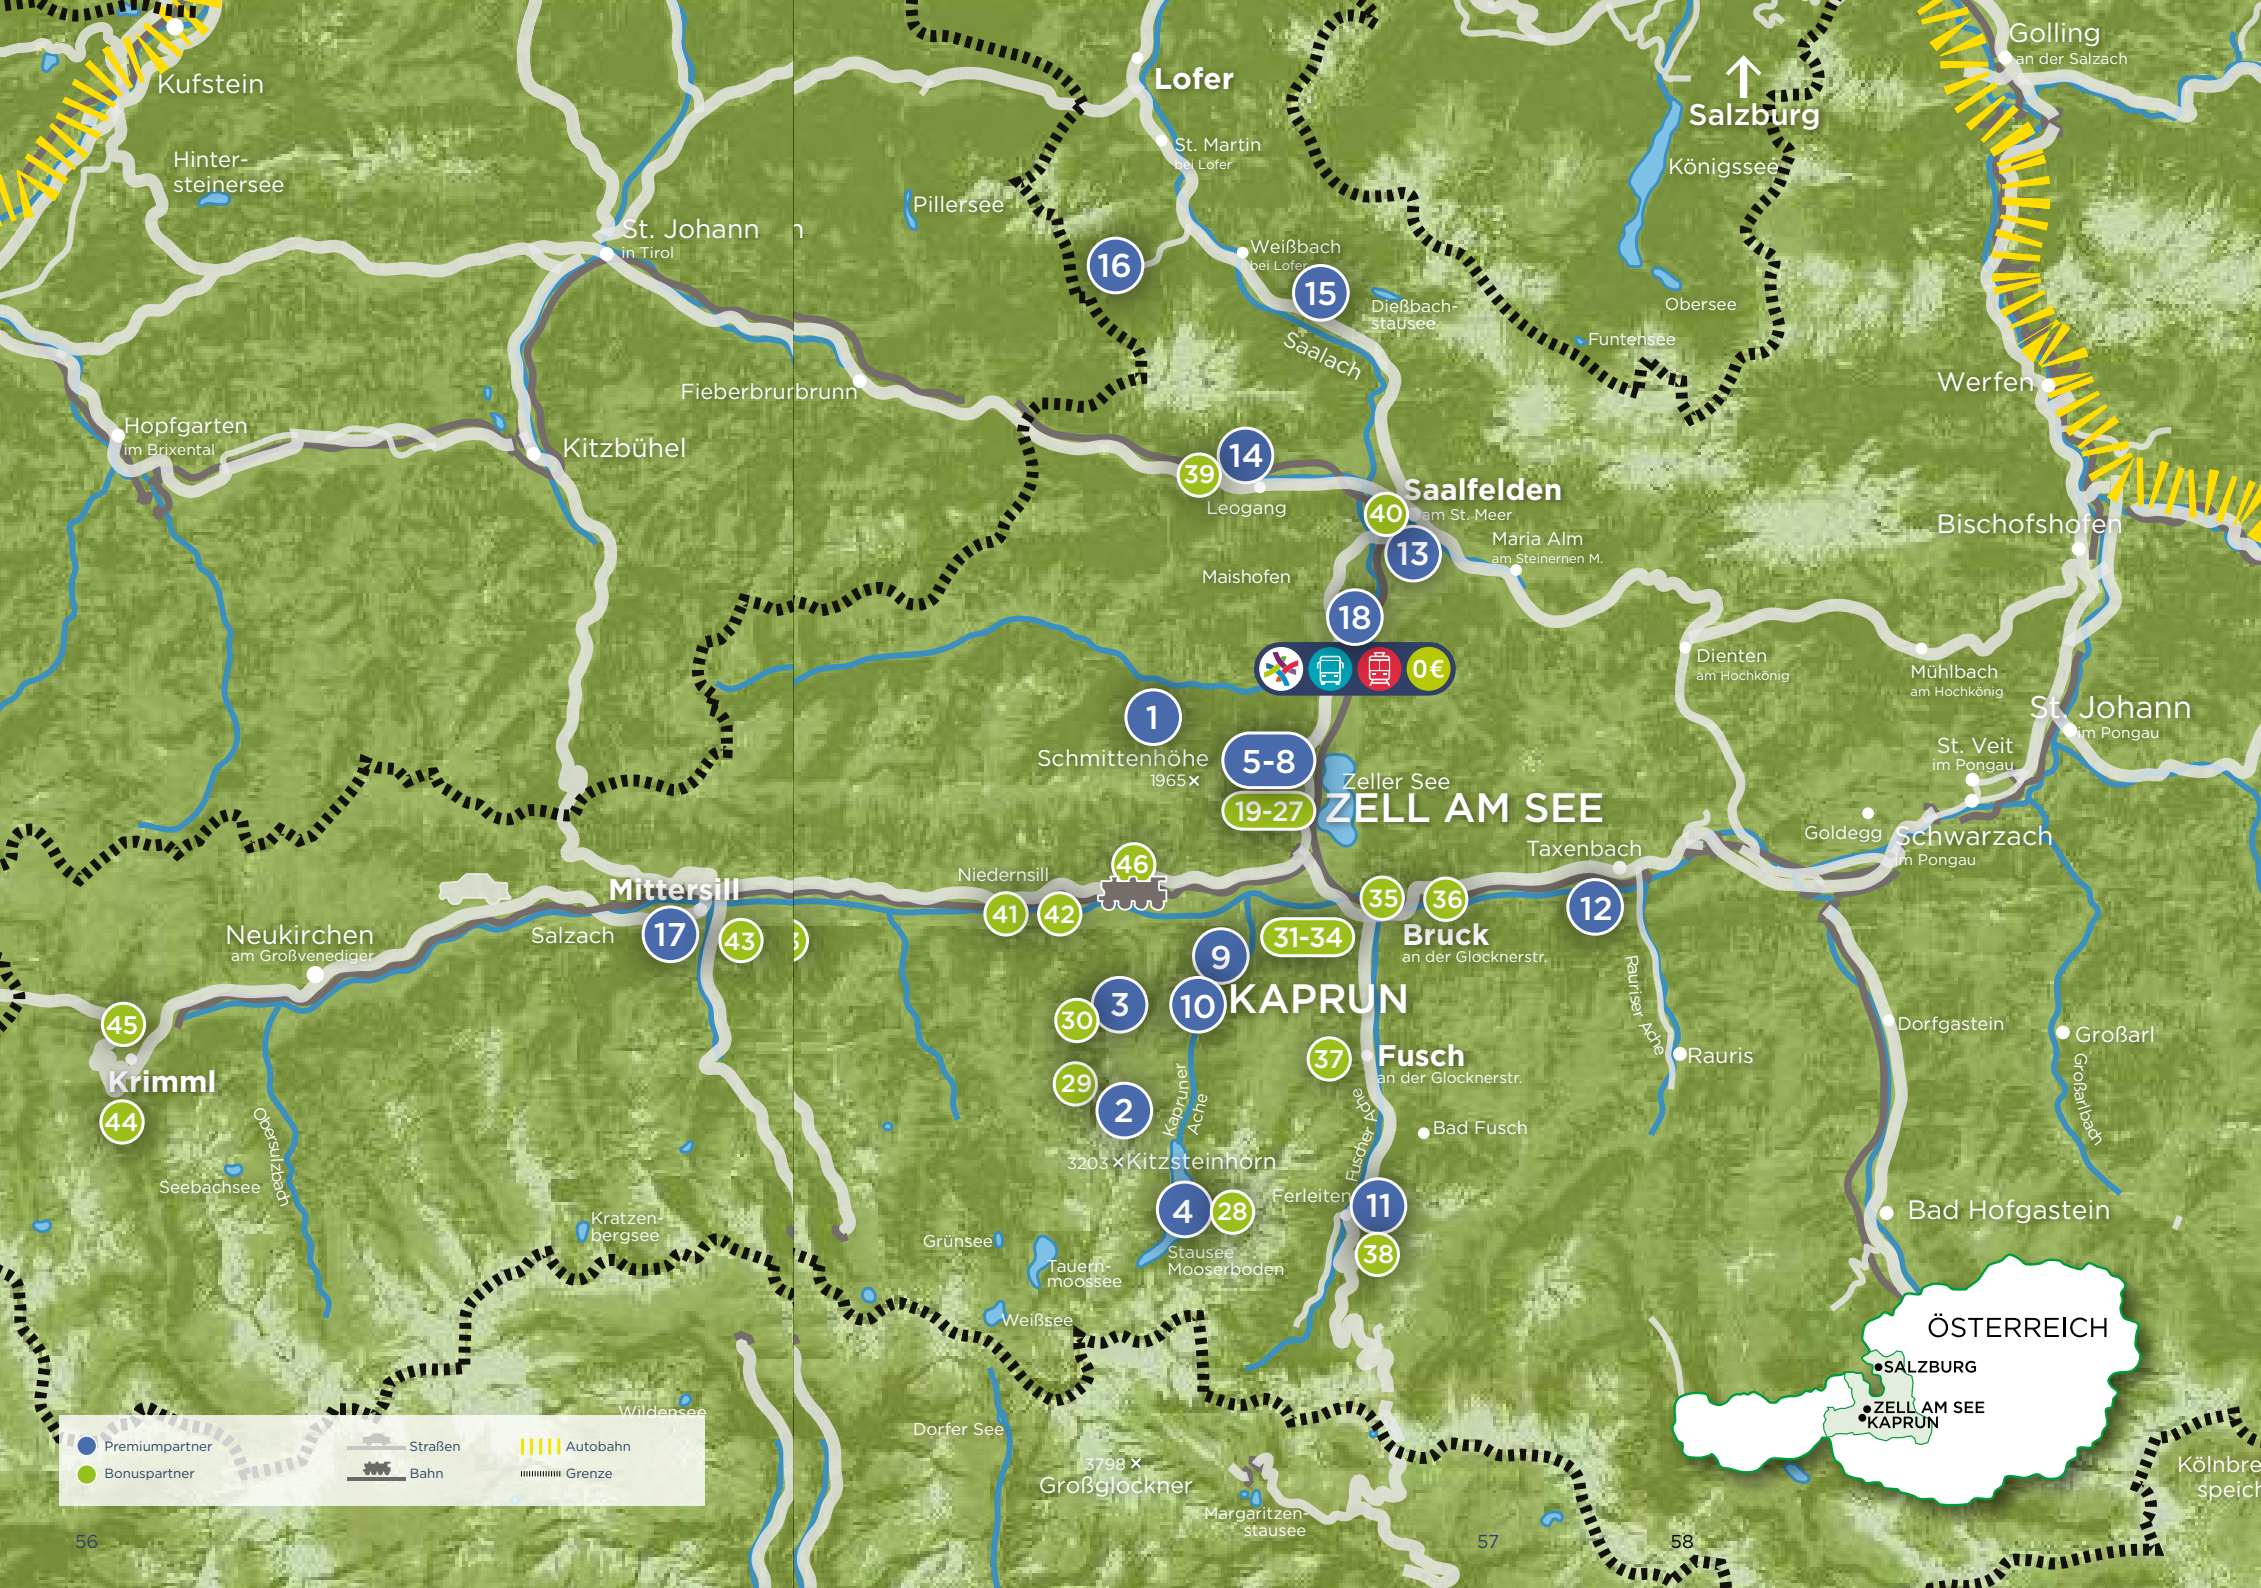 Kufstein
Hinter-
steinersee
St. Johann
in Tirol
n
Pillersee
Lofer
St. Martin
bei Lofer
Weißbach
bei Lofer
16
15
Dießbach-
stausee
Saalach
Salzburg
Königssee
Obersee
Funtensee
Golling
an der Salzach
Werfen
Bischofshofen
Hopfgarten
im Brixental
Kitzbühel
Fieberbrurbrunn
39
14
Leogang
Saalfelden
am St. Meer
40
13
Maria Alm
am Steinernen M.
Maishofen
18
0€
Dienten
am Hochkönig
Mühlbach
am Hochkönig
St. Johann
im Pongau
St. Veit
im Pongau
Goldegg
Schwarzach
im Pongau
1
Schmittenhöhe
1965
5-8
19-27
Zeller See
ZELL AM SEE
Taxenbach
12
Niedernsill
46
41
42
35
36
31-34
Bruck
an der Glocknerstr.
Mittersill
17
43
3
Salzach
Neukirchen
am Großvenediger
45
Krimml
44
Obersulzbach
Seebachsee
Kratzen-
bergsee
9
10
KAPRUN
3
30
29
2
Kapruner
Ache
37
Fusch
an der Glocknerstr.
Fuscher Ache
Bad Fusch
Rauriser Ache
Rauris
Dorfgastein
Großarl
Großarlbach
Bad Hofgastein
3203
Kitzsteinhorn
4
28
Ferleiten
11
38
Stausee
Mooserboden
Grünsee
Tauern-
moossee
Weißsee
Wildensee
Dorfer See
3798
Großglockner
Margaritzen-
stausee
Kölnbre
speich
ÖSTERREICH
SALZBURG
ZELL AM SEE
KAPRUN
Premiumpartner
Straßen
Autobahn
Bonuspartner
Bahn
Grenze
56
57
58